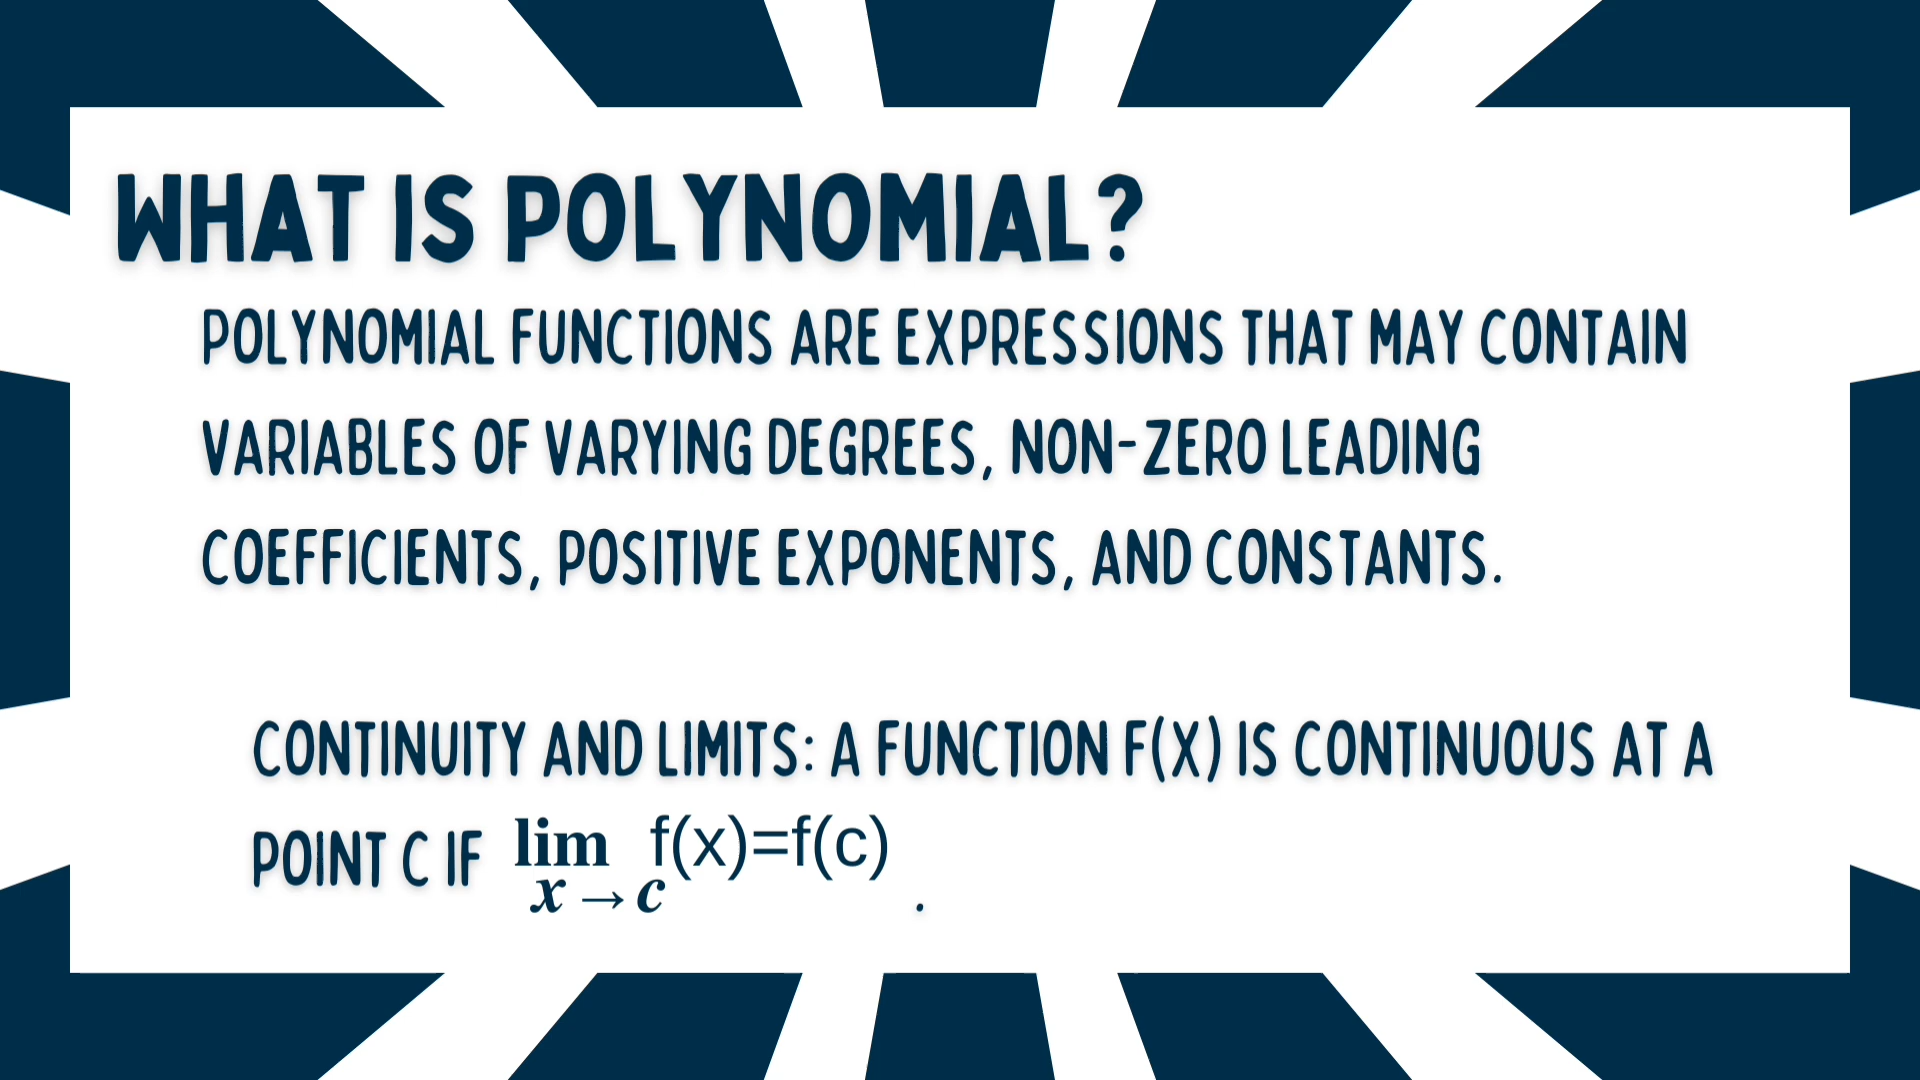 WHAT IS POLYNOMIAL?
POLYNOMIAL FUNCTIONS ARE EXPRESSIONS THAT MAY CONTAIN
VARIABLES OF VARYING DEGREES, NON-ZERO LEADING
COEFFICIENTS, POSITIVE EXPONENTS, AND CONSTANTS.
CONTINUITY AND LIMITS: A FUNCTION F(X) IS CONTINUOUS AT A
POINT C IF lim f(x)=f(c) .
x → c